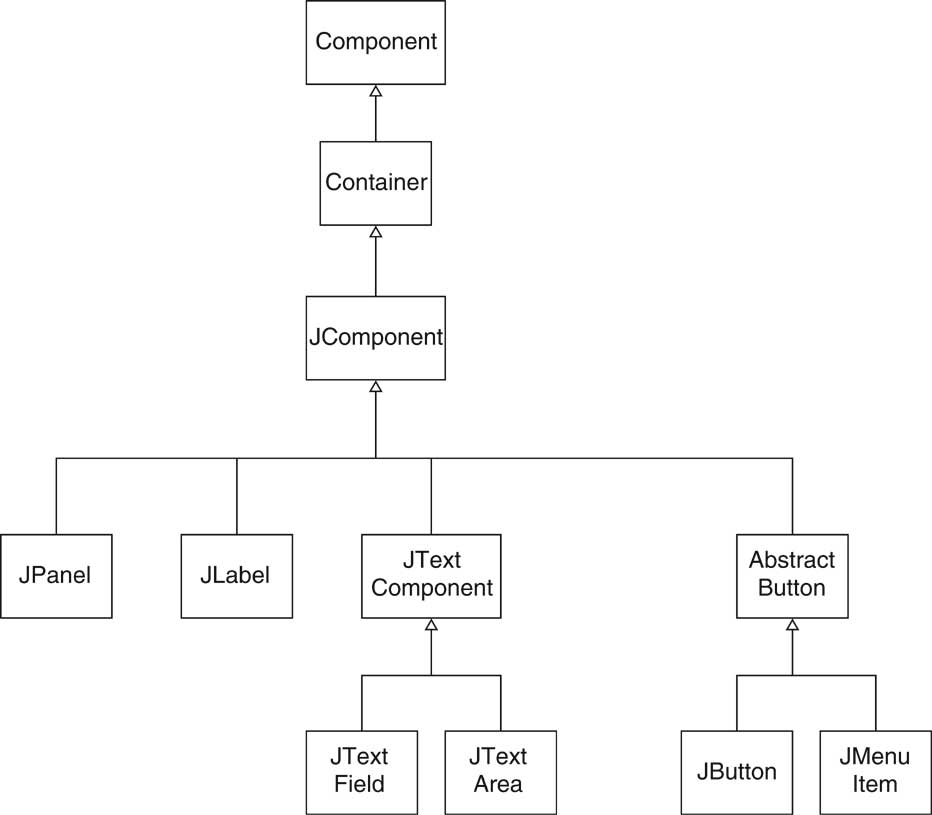 Component
Container
JComponent
JPanel
JLabel
JText
Component
Abstract
Button
JText
Field
JText
Area
JButton
JMenu
Item